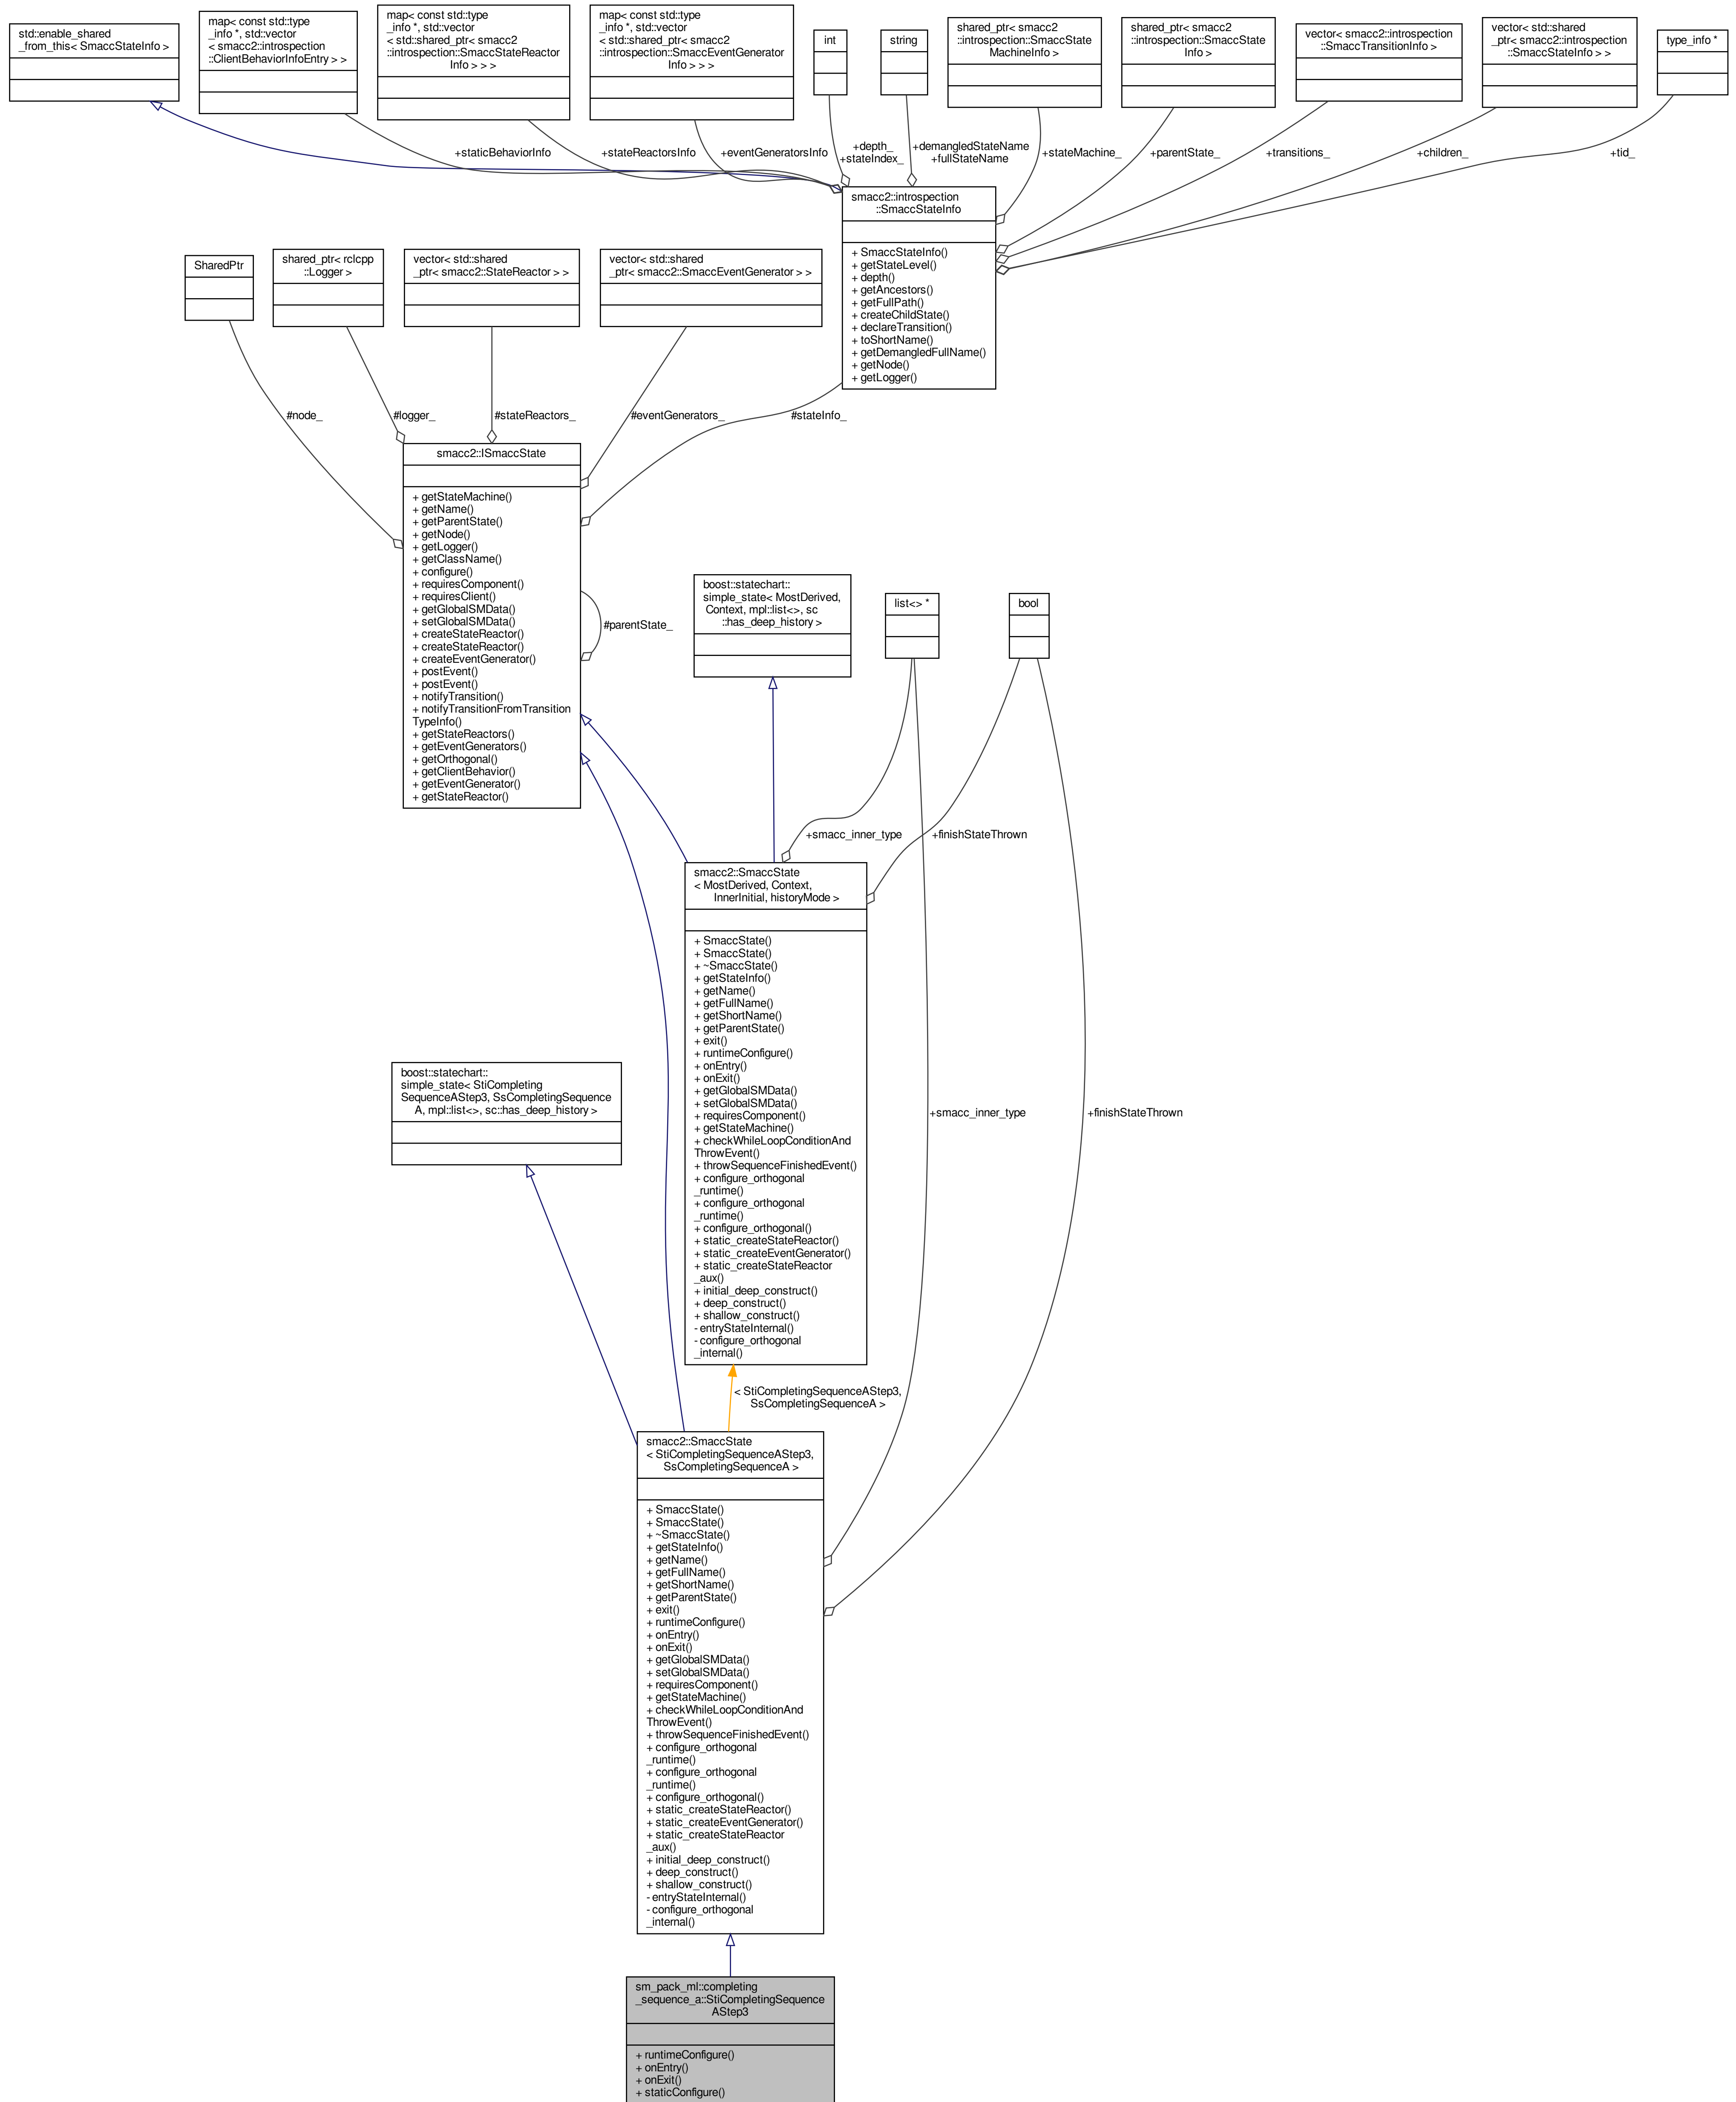 std::enable_shared
_from_this< SmaccStateInfo >
map< const std::type
_info *, std::vector
< smacc2::introspection
::ClientBehaviorInfoEntry > >
map< const std::type
_info *, std::vector
< std::shared_ptr< smacc2
::introspection::SmaccStateReactor
Info > > >
map< const std::type
_info *, std::vector
< std::shared_ptr< smacc2
::introspection::SmaccEventGenerator
Info > > >
int
string
shared_ptr< smacc2
::introspection::SmaccState
MachineInfo >
shared_ptr< smacc2
::introspection::SmaccState
Info >
vector< smacc2::introspection
::SmaccTransitionInfo >
vector< std::shared
_ptr< smacc2::introspection
::SmaccStateInfo > >
type_info *
+staticBehaviorInfo
+stateReactorsInfo
+eventGeneratorsInfo
+depth_
+stateIndex_
+demangledStateName
+fullStateName
+stateMachine_
+parentState_
+transitions_
+children_
+tid_
smacc2::introspection
::SmaccStateInfo
+ SmaccStateInfo()
+ getStateLevel()
+ depth()
+ getAncestors()
+ getFullPath()
+ createChildState()
+ declareTransition()
+ toShortName()
+ getDemangledFullName()
+ getNode()
+ getLogger()
SharedPtr
shared_ptr< rclcpp
::Logger >
vector< std::shared
_ptr< smacc2::StateReactor > >
vector< std::shared
_ptr< smacc2::SmaccEventGenerator > >
#node_
#logger_
#stateReactors_
#eventGenerators_
#stateInfo_
smacc2::ISmaccState
+ getStateMachine()
+ getName()
+ getParentState()
+ getNode()
+ getLogger()
+ getClassName()
+ configure()
+ requiresComponent()
+ requiresClient()
+ getGlobalSMData()
+ setGlobalSMData()
+ createStateReactor()
+ createStateReactor()
+ createEventGenerator()
+ postEvent()
+ postEvent()
+ notifyTransition()
+ notifyTransitionFromTransition
TypeInfo()
+ getStateReactors()
+ getEventGenerators()
+ getOrthogonal()
+ getClientBehavior()
+ getEventGenerator()
+ getStateReactor()
#parentState_
boost::statechart::
simple_state< MostDerived,
Context, mpl::list<>, sc
::has_deep_history >
list<> *
bool
+smacc_inner_type
+finishStateThrown
smacc2::SmaccState
< MostDerived, Context,
InnerInitial, historyMode >
+ SmaccState()
+ SmaccState()
+ ~SmaccState()
+ getStateInfo()
+ getName()
+ getFullName()
+ getShortName()
+ getParentState()
+ exit()
+ runtimeConfigure()
+ onEntry()
+ onExit()
+ getGlobalSMData()
+ setGlobalSMData()
+ requiresComponent()
+ getStateMachine()
+ checkWhileLoopConditionAnd
ThrowEvent()
+ throwSequenceFinishedEvent()
+ configure_orthogonal
_runtime()
+ configure_orthogonal
_runtime()
+ configure_orthogonal()
+ static_createStateReactor()
+ static_createEventGenerator()
+ static_createStateReactor
_aux()
+ initial_deep_construct()
+ deep_construct()
+ shallow_construct()
- entryStateInternal()
- configure_orthogonal
_internal()
+smacc_inner_type
+finishStateThrown
boost::statechart::
simple_state< StiCompleting
SequenceAStep3, SsCompletingSequence
A, mpl::list<>, sc::has_deep_history >
< StiCompletingSequenceAStep3,
SsCompletingSequenceA >
smacc2::SmaccState
< StiCompletingSequenceAStep3,
SsCompletingSequenceA >
+ SmaccState()
+ SmaccState()
+ ~SmaccState()
+ getStateInfo()
+ getName()
+ getFullName()
+ getShortName()
+ getParentState()
+ exit()
+ runtimeConfigure()
+ onEntry()
+ onExit()
+ getGlobalSMData()
+ setGlobalSMData()
+ requiresComponent()
+ getStateMachine()
+ checkWhileLoopConditionAnd
ThrowEvent()
+ throwSequenceFinishedEvent()
+ configure_orthogonal
_runtime()
+ configure_orthogonal
_runtime()
+ configure_orthogonal()
+ static_createStateReactor()
+ static_createEventGenerator()
+ static_createStateReactor
_aux()
+ initial_deep_construct()
+ deep_construct()
+ shallow_construct()
- entryStateInternal()
- configure_orthogonal
_internal()
sm_pack_ml::completing
_sequence_a::StiCompletingSequence
AStep3
+ runtimeConfigure()
+ onEntry()
+ onExit()
+ staticConfigure()